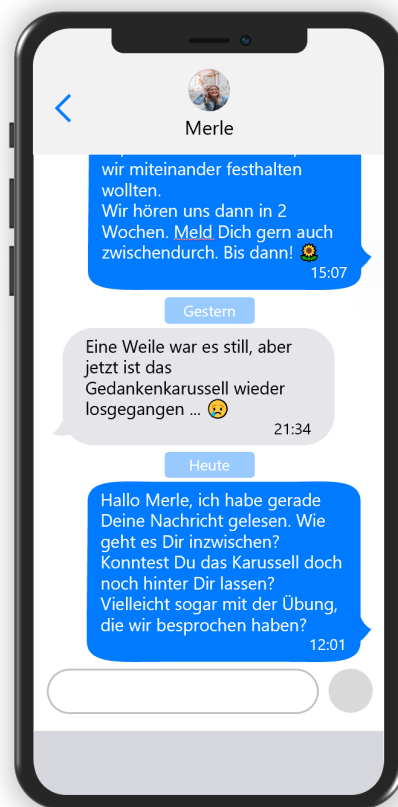 Merle
wir miteinander festhalten
wollten.
Wir hören uns dann in 2
Wochen. Meld Dich gern auch
zwischendurch. Bis dann! 🌻
15:07
Gestern
Eine Weile war es still, aber
jetzt ist das
Gedankenkarussell wieder
losgegangen ... 😢
21:34
Heute
Hallo Merle, ich habe gerade
Deine Nachricht gelesen. Wie
geht es Dir inzwischen?
Konntest Du das Karussell doch
noch hinter Dir lassen?
Vielleicht sogar mit der Übung,
die wir besprochen haben?
12:01